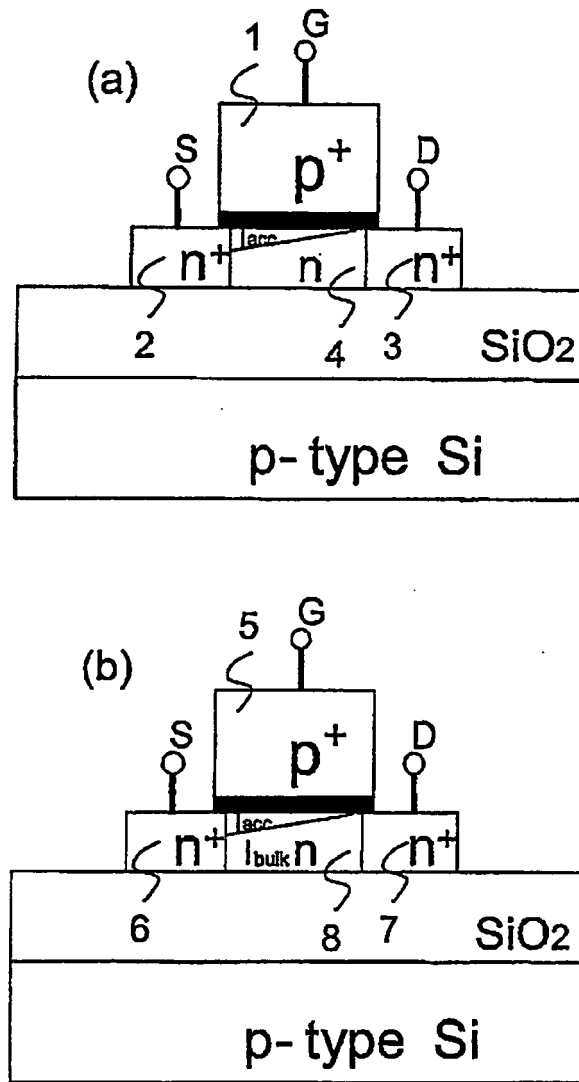 (a)
1
G
S
D
p+
Iacc
n+
n
n+
2
4
3
SiO2
p-type Si
(b)
5
G
S
D
p+
Iacc
n+
Ibulk n
n+
6
8
7
SiO2
p-type Si